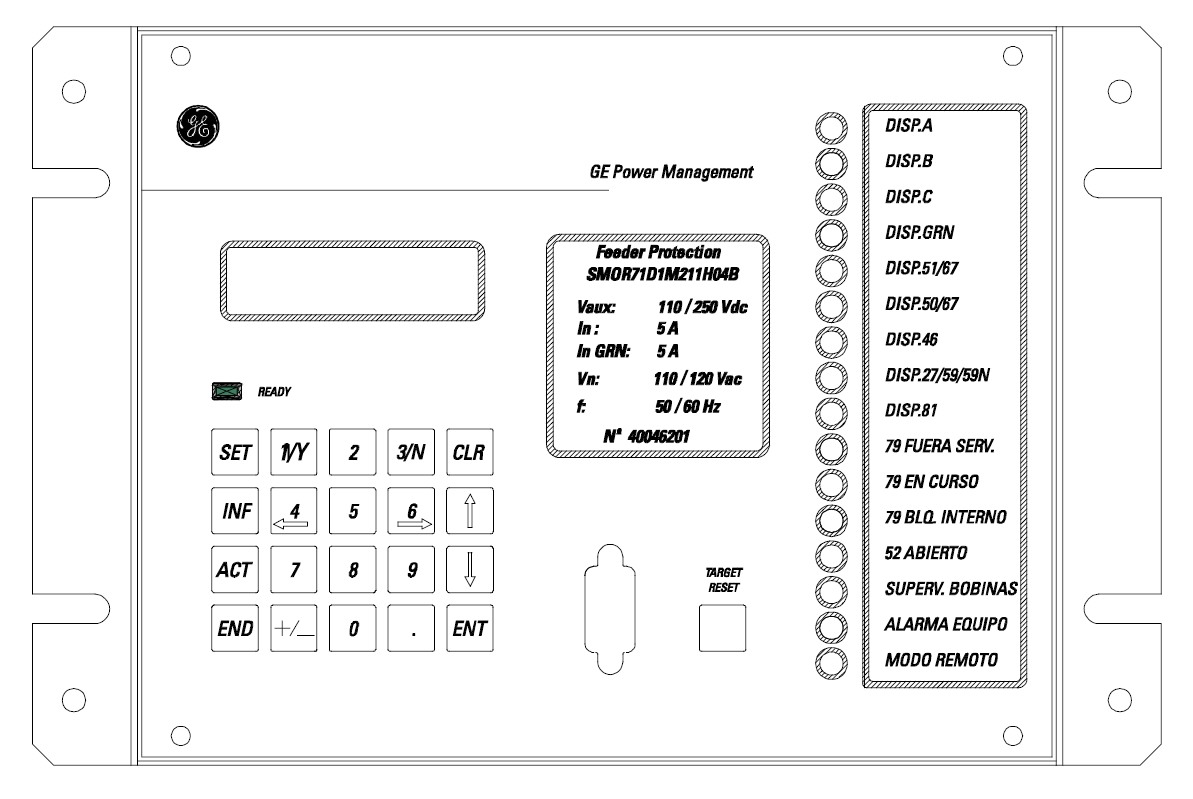 GE
GE Power Management
Feeder Protection
SMOR71D1M211H04B
Vaux: 110 / 250 Vdc
In : 5 A
In GRN: 5 A
Vn: 110 / 120 Vac
f: 50 / 60 Hz
Nº 40046201
READY
SET 1/Y 2 3/N CLR
INF 4 5 6
ACT 7 8 9
END +/_ 0 . ENT
TARGET
RESET
DISP.A
DISP.B
DISP.C
DISP.GRN
DISP.51/67
DISP.50/67
DISP.46
DISP.27/59/59N
DISP.81
79 FUERA SERV.
79 EN CURSO
79 BLQ. INTERNO
52 ABIERTO
SUPERV. BOBINAS
ALARMA EQUIPO
MODO REMOTO